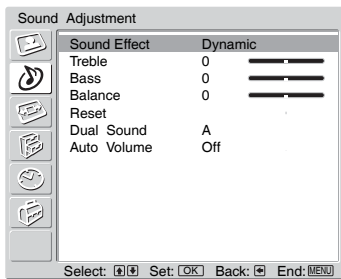 Sound Adjustment
Sound Effect Dynamic
Treble 0
Bass 0
Balance 0
Reset
Dual Sound A
Auto Volume Off
Select: Set: OK Back: End: MENU